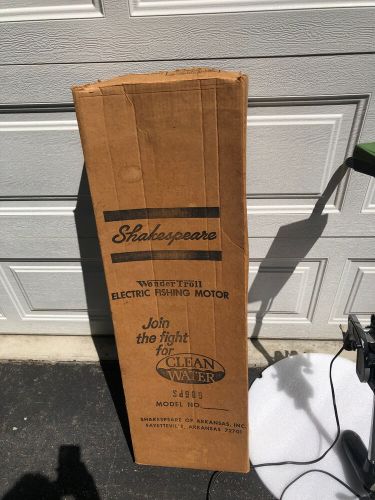 Shakespeare
Wonder Troll
ELECTRIC FISHING MOTOR
Join
the fight
for
CLEAN
WATER
606PS
MODEL NO.
SHAKESPEARE OF ARKANSAS, INC.
FAYETTEVILLE, ARKANSAS 72701